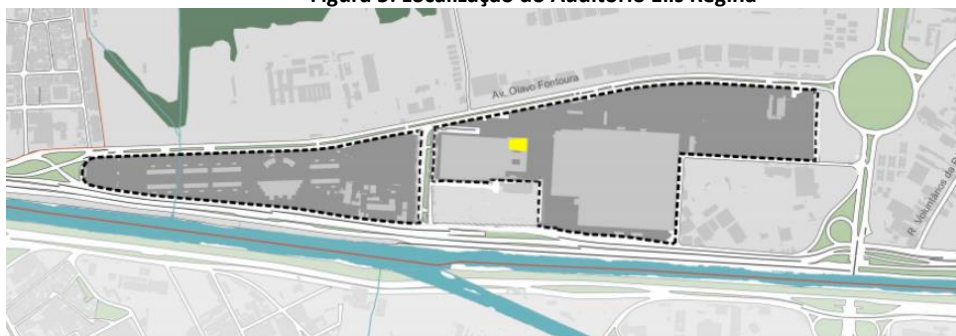 Figura 3: Localização do Auditório Elis Regina
Av. Olavo Fontoura
R. Voluntários da P